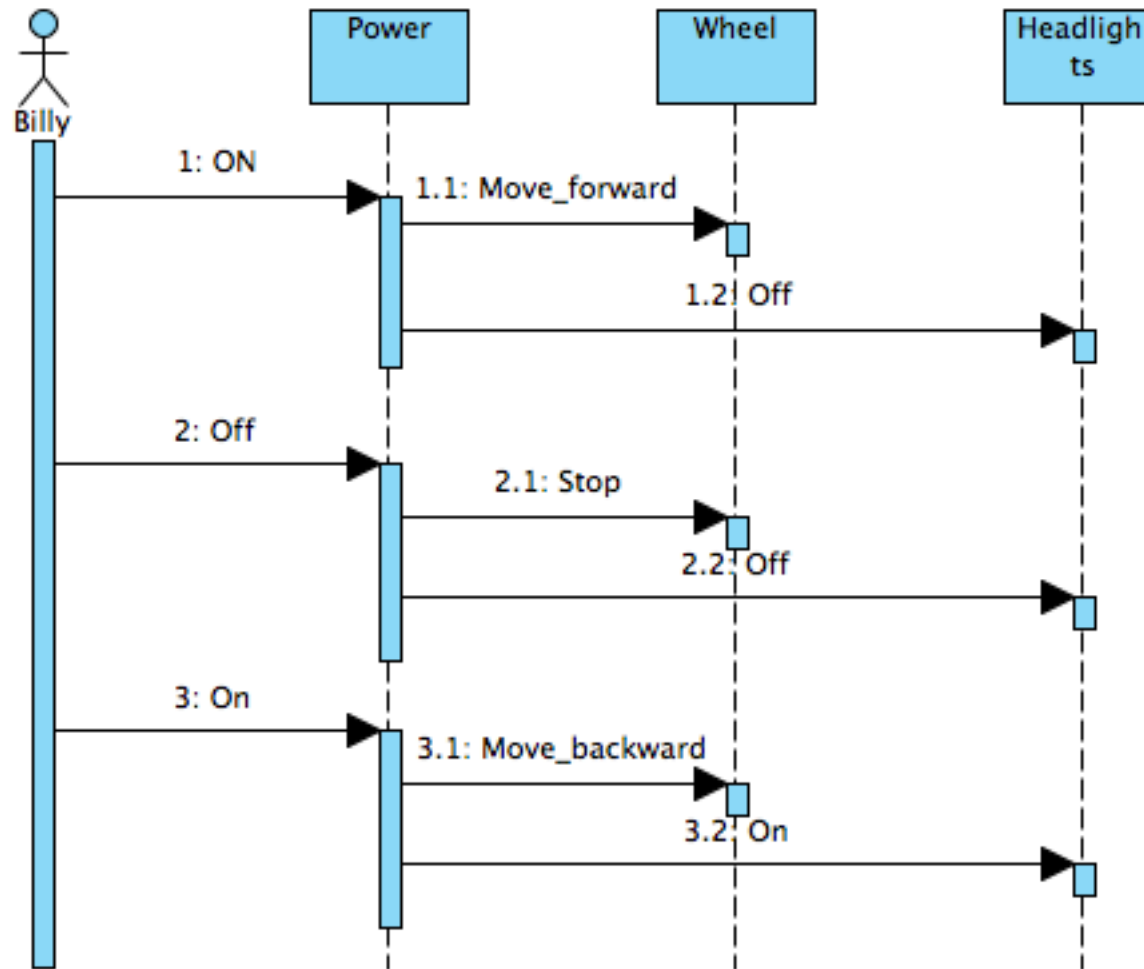 Power
Wheel
Headligh
ts
Billy
1: ON
1.1: Move_forward
1.2: Off
2: Off
2.1: Stop
2.2: Off
3: On
3.1: Move_backward
3.2: On